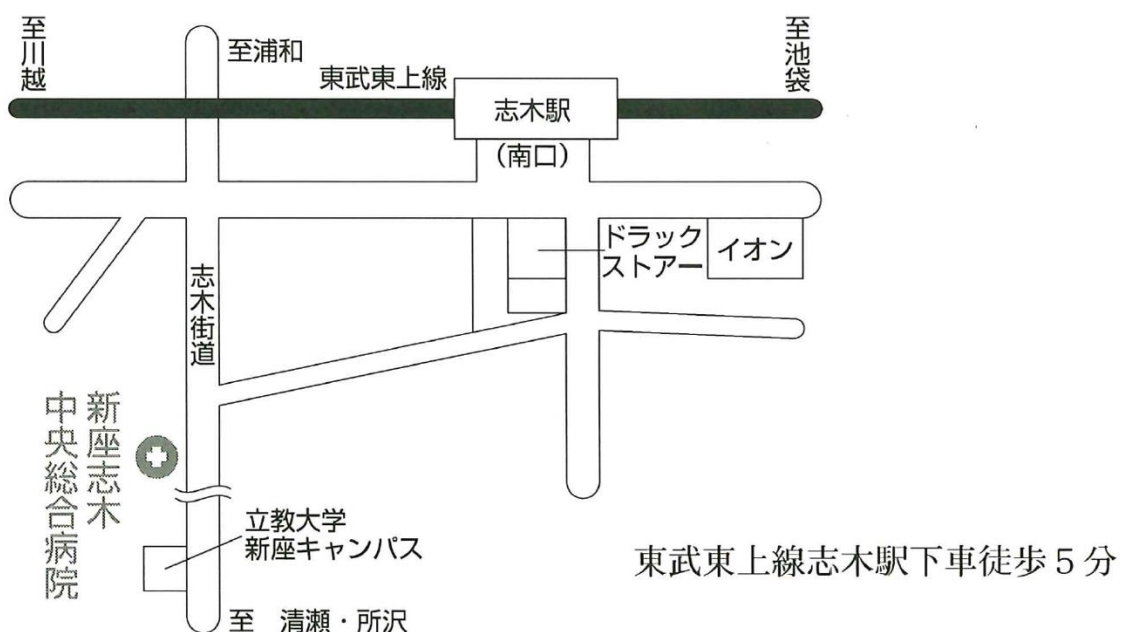 至川越
至浦和
東武東上線
志木駅
（南口）
至池袋
ドラック
ストアー
イオン
志木街道
新座志木
中央総合病院
立教大学
新座キャンパス
至　清瀬・所沢
東武東上線志木駅下車徒歩５分